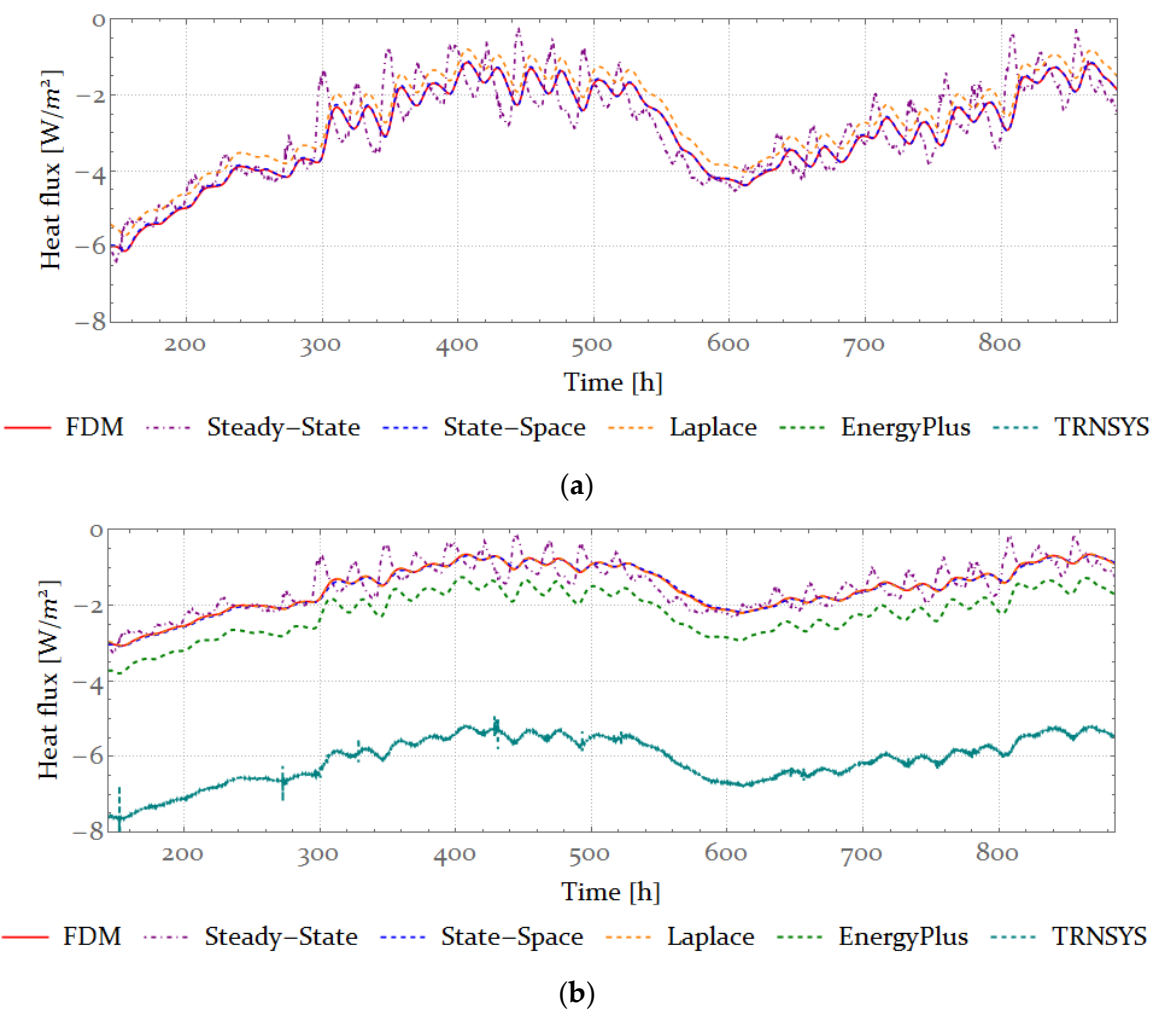 0
−2
−4
−6
−8
Heat flux [W/m²]
200 300 400 500 600 700 800
Time [h]
FDM Steady–State State–Space Laplace EnergyPlus TRNSYS
(a)
0
−2
−4
−6
−8
Heat flux [W/m²]
200 300 400 500 600 700 800
Time [h]
FDM Steady–State State–Space Laplace EnergyPlus TRNSYS
(b)